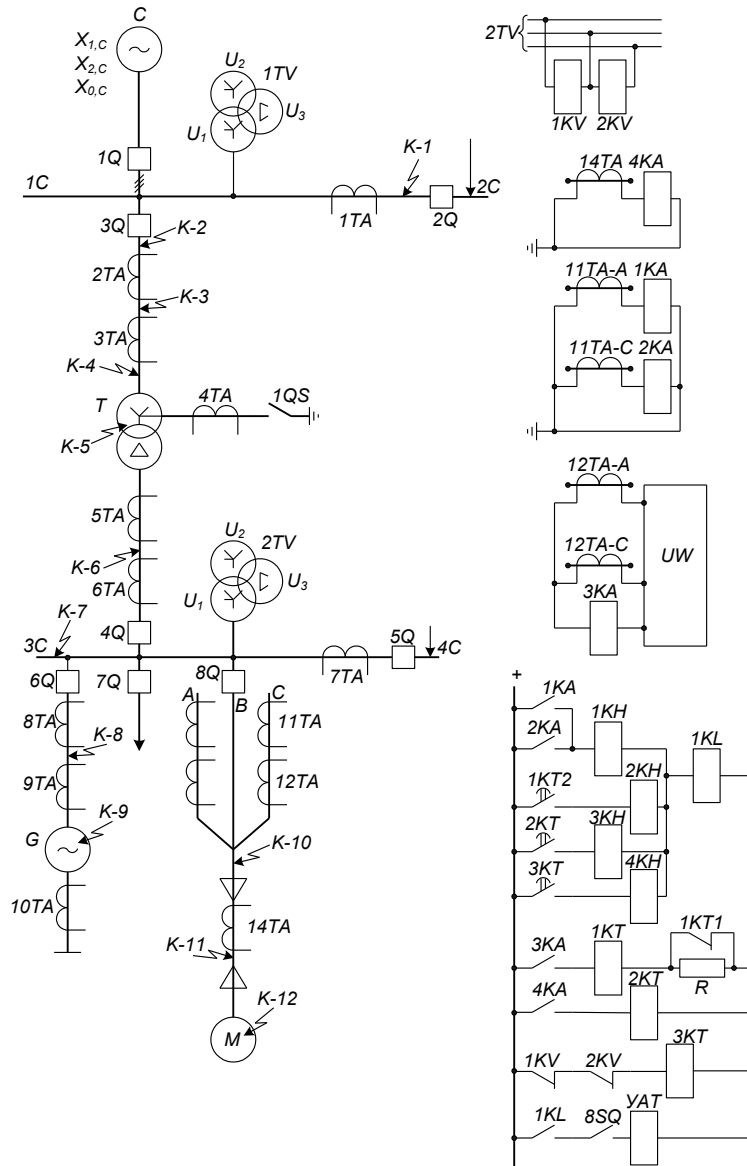 C
X1,C
X2,C
X0,C
U2
1TV
U3
U1
1Q
K-1
1C
2C
1TA
2Q
3Q
K-2
2TA
K-3
3TA
K-4
T
4TA
1QS
K-5
5TA
U2
2TV
K-6
U3
6TA
U1
K-7
4Q
5Q
3C
4C
7TA
6Q
7Q
8Q
A
B
C
8TA
11TA
K-8
9TA
12TA
K-9
G
K-10
10TA
14TA
K-11
K-12
M
2TV
1KV 2KV
14TA 4KA
11TA-A 1KA
11TA-C 2KA
12TA-A
12TA-C
UW
3KA
+
1KA
1KH
2KA
1KL
2KH
1KT2
3KH
2KT
4KH
3KT
1KT1
3KA
1KT
R
4KA
2KT
3KT
1KV
2KV
1KL
8SQ
УАТ